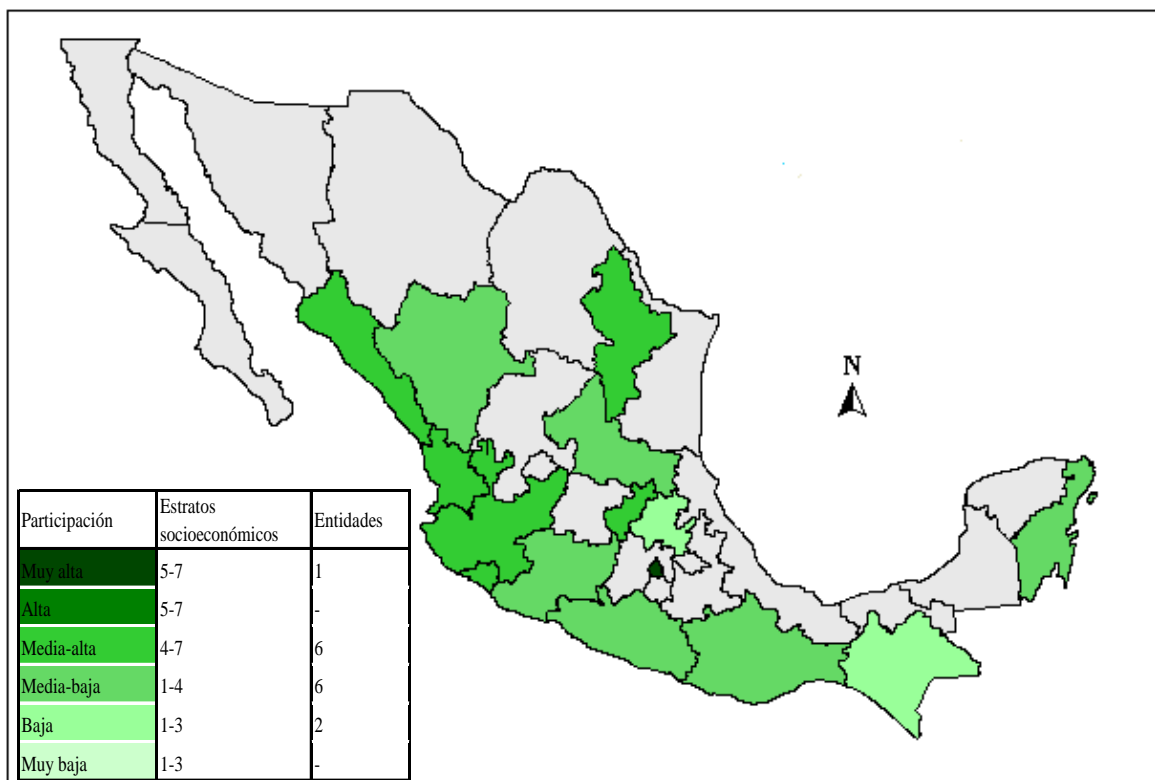 N
Participación Estratos socioeconómicos Entidades
Muy alta 5-7 1
Alta 5-7 -
Media-alta 4-7 6
Media-baja 1-4 6
Baja 1-3 2
Muy baja 1-3 -